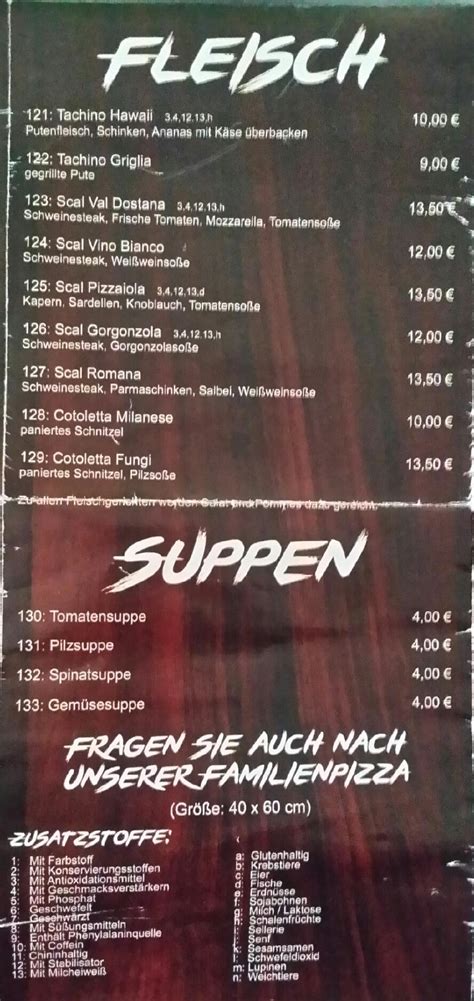 FLEISCH
121: Tachino Hawaii 3,4,12,13,h 10,00 €
Putenfleisch, Schinken, Ananas mit Käse überbacken
122: Tachino Griglia 9,00 €
gegrillte Pute
123: Scal Val Dostana 3,4,12,13,h 13,50 €
Schweinesteak, Frische Tomaten, Mozzarella, Tomatensoße
124: Scal Vino Bianco 12,00 €
Schweinesteak, Weißweinsoße
125: Scal Pizzaiola 3,4,12,13,d 13,50 €
Kapern, Sardellen, Knoblauch, Tomatensoße
126: Scal Gorgonzola 3,4,12,13,h 12,00 €
Schweinesteak, Gorgonzolasoße
127: Scal Romana 13,50 €
Schweinesteak, Parmaschinken, Salbei, Weißweinsoße
128: Cotoletta Milanese 10,00 €
paniertes Schnitzel
129: Cotoletta Fungi 13,50 €
paniertes Schnitzel, Pilzsoße
Zu allen Fleischgerichten werden Salat und Pommes dazu gereicht.
SUPPEN
130: Tomatensuppe 4,00 €
131: Pilzsuppe 4,00 €
132: Spinatsuppe 4,00 €
133: Gemüsesuppe 4,00 €
FRAGEN SIE AUCH NACH
UNSERER FAMILIENPIZZA
(Größe: 40 x 60 cm)
ZUSATZSTOFFE:
1: Mit Farbstoff
2: Mit Konservierungsstoffen
3: Mit Antioxidationsmittel
4: Mit Geschmacksverstärkern
5: Mit Phosphat
6: Geschwefelt
7: Geschwärzt
8: Mit Süßungsmitteln
9: Enthält Phenylalaninquelle
10: Mit Coffein
11: Chininhaltig
12: Mit Stabilisator
13: Mit Milcheiweiß
a: Glutenhaltig
b: Krebstiere
c: Eier
d: Fische
e: Erdnüsse
f: Sojabohnen
g: Milch / Laktose
h: Schalenfrüchte
i: Sellerie
j: Senf
k: Sesamsamen
l: Schwefeldioxid
m: Lupinen
n: Weichtiere